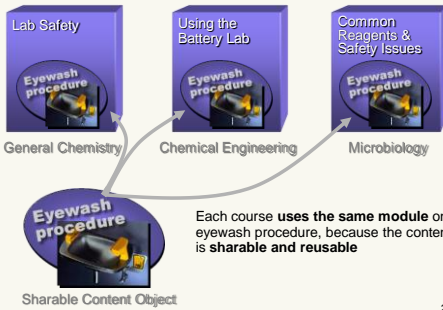 Lab Safety
Using the
Battery Lab
Common
Reagents &
Safety Issues
Eyewash
procedure
Eyewash
procedure
Eyewash
procedure
General Chemistry
Chemical Engineering
Microbiology
Eyewash
procedure
Each course uses the same module on
eyewash procedure, because the conten
is sharable and reusable
Sharable Content Object